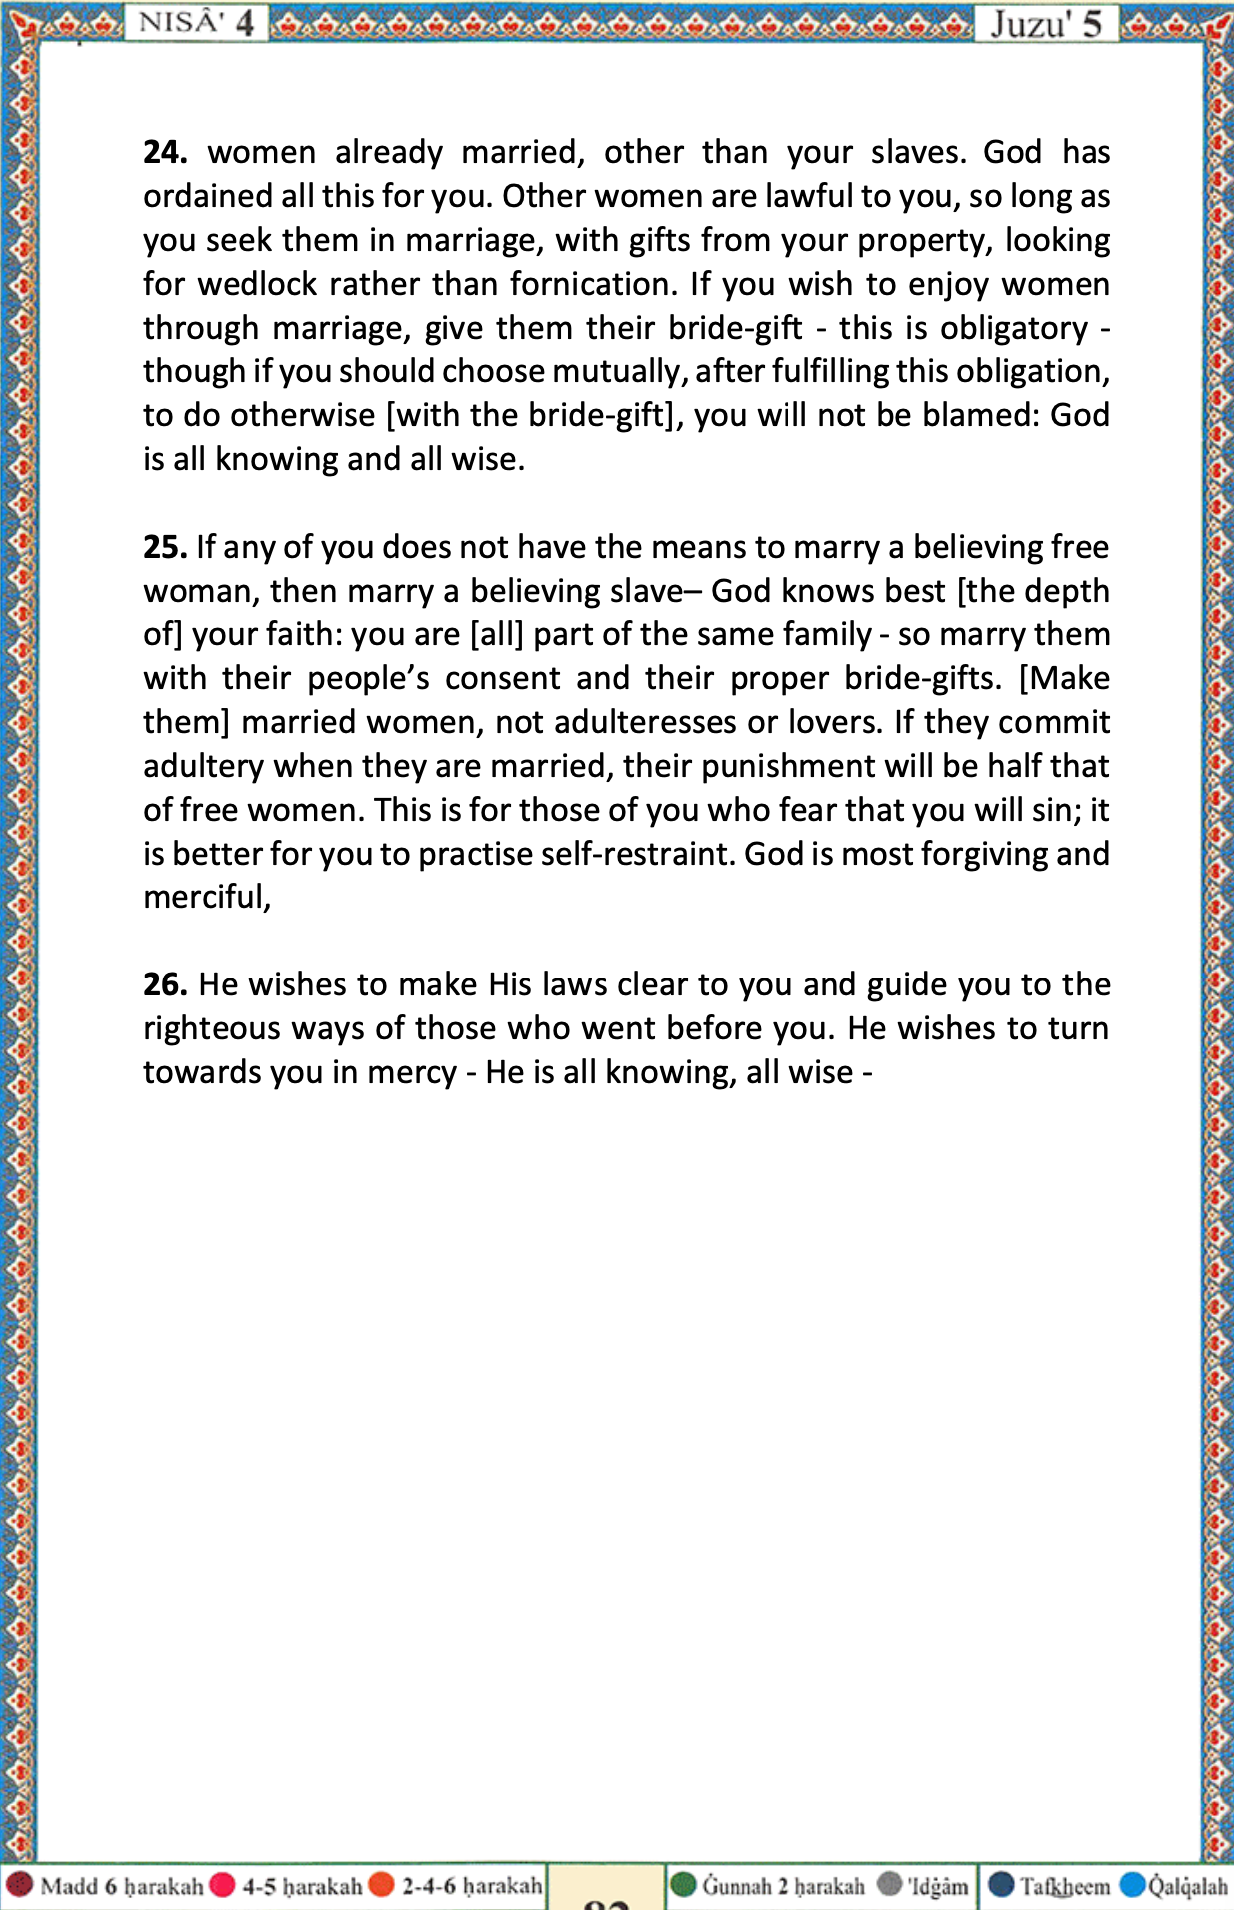 NISÂ' 4
Juzu' 5
24. women already married, other than your slaves. God has
ordained all this for you. Other women are lawful to you, so long as
you seek them in marriage, with gifts from your property, looking
for wedlock rather than fornication. If you wish to enjoy women
through marriage, give them their bride-gift - this is obligatory -
though if you should choose mutually, after fulfilling this obligation,
to do otherwise [with the bride-gift], you will not be blamed: God
is all knowing and all wise.
25. If any of you does not have the means to marry a believing free
woman, then marry a believing slave– God knows best [the depth
of] your faith: you are [all] part of the same family - so marry them
with their people’s consent and their proper bride-gifts. [Make
them] married women, not adulteresses or lovers. If they commit
adultery when they are married, their punishment will be half that
of free women. This is for those of you who fear that you will sin; it
is better for you to practise self-restraint. God is most forgiving and
merciful,
26. He wishes to make His laws clear to you and guide you to the
righteous ways of those who went before you. He wishes to turn
towards you in mercy - He is all knowing, all wise -
Madd 6 ḥarakah 4-5 ḥarakah 2-4-6 ḥarakah Ġunnah 2 ḥarakah 'Idġâm Tafkheem Q̇alq̇alah